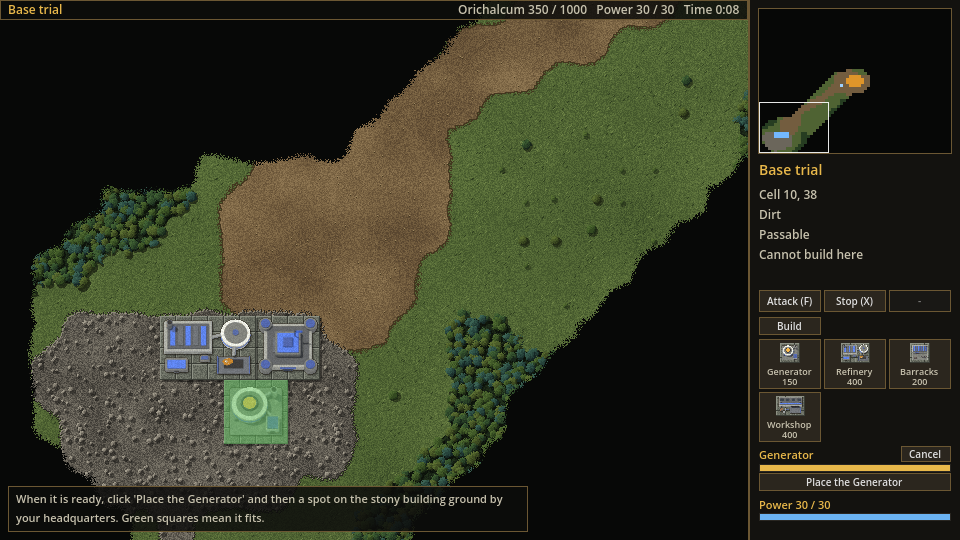 Base trial
Orichalcum 350 / 1000 Power 30 / 30 Time 0:08
Base trial
Cell 10, 38
Dirt
Passable
Cannot build here
Attack (F) Stop (X) -
Build
Generator 150
Refinery 400
Barracks 200
Workshop 400
Generator Cancel
Place the Generator
Power 30 / 30
When it is ready, click 'Place the Generator' and then a spot on the stony building ground by
your headquarters. Green squares mean it fits.